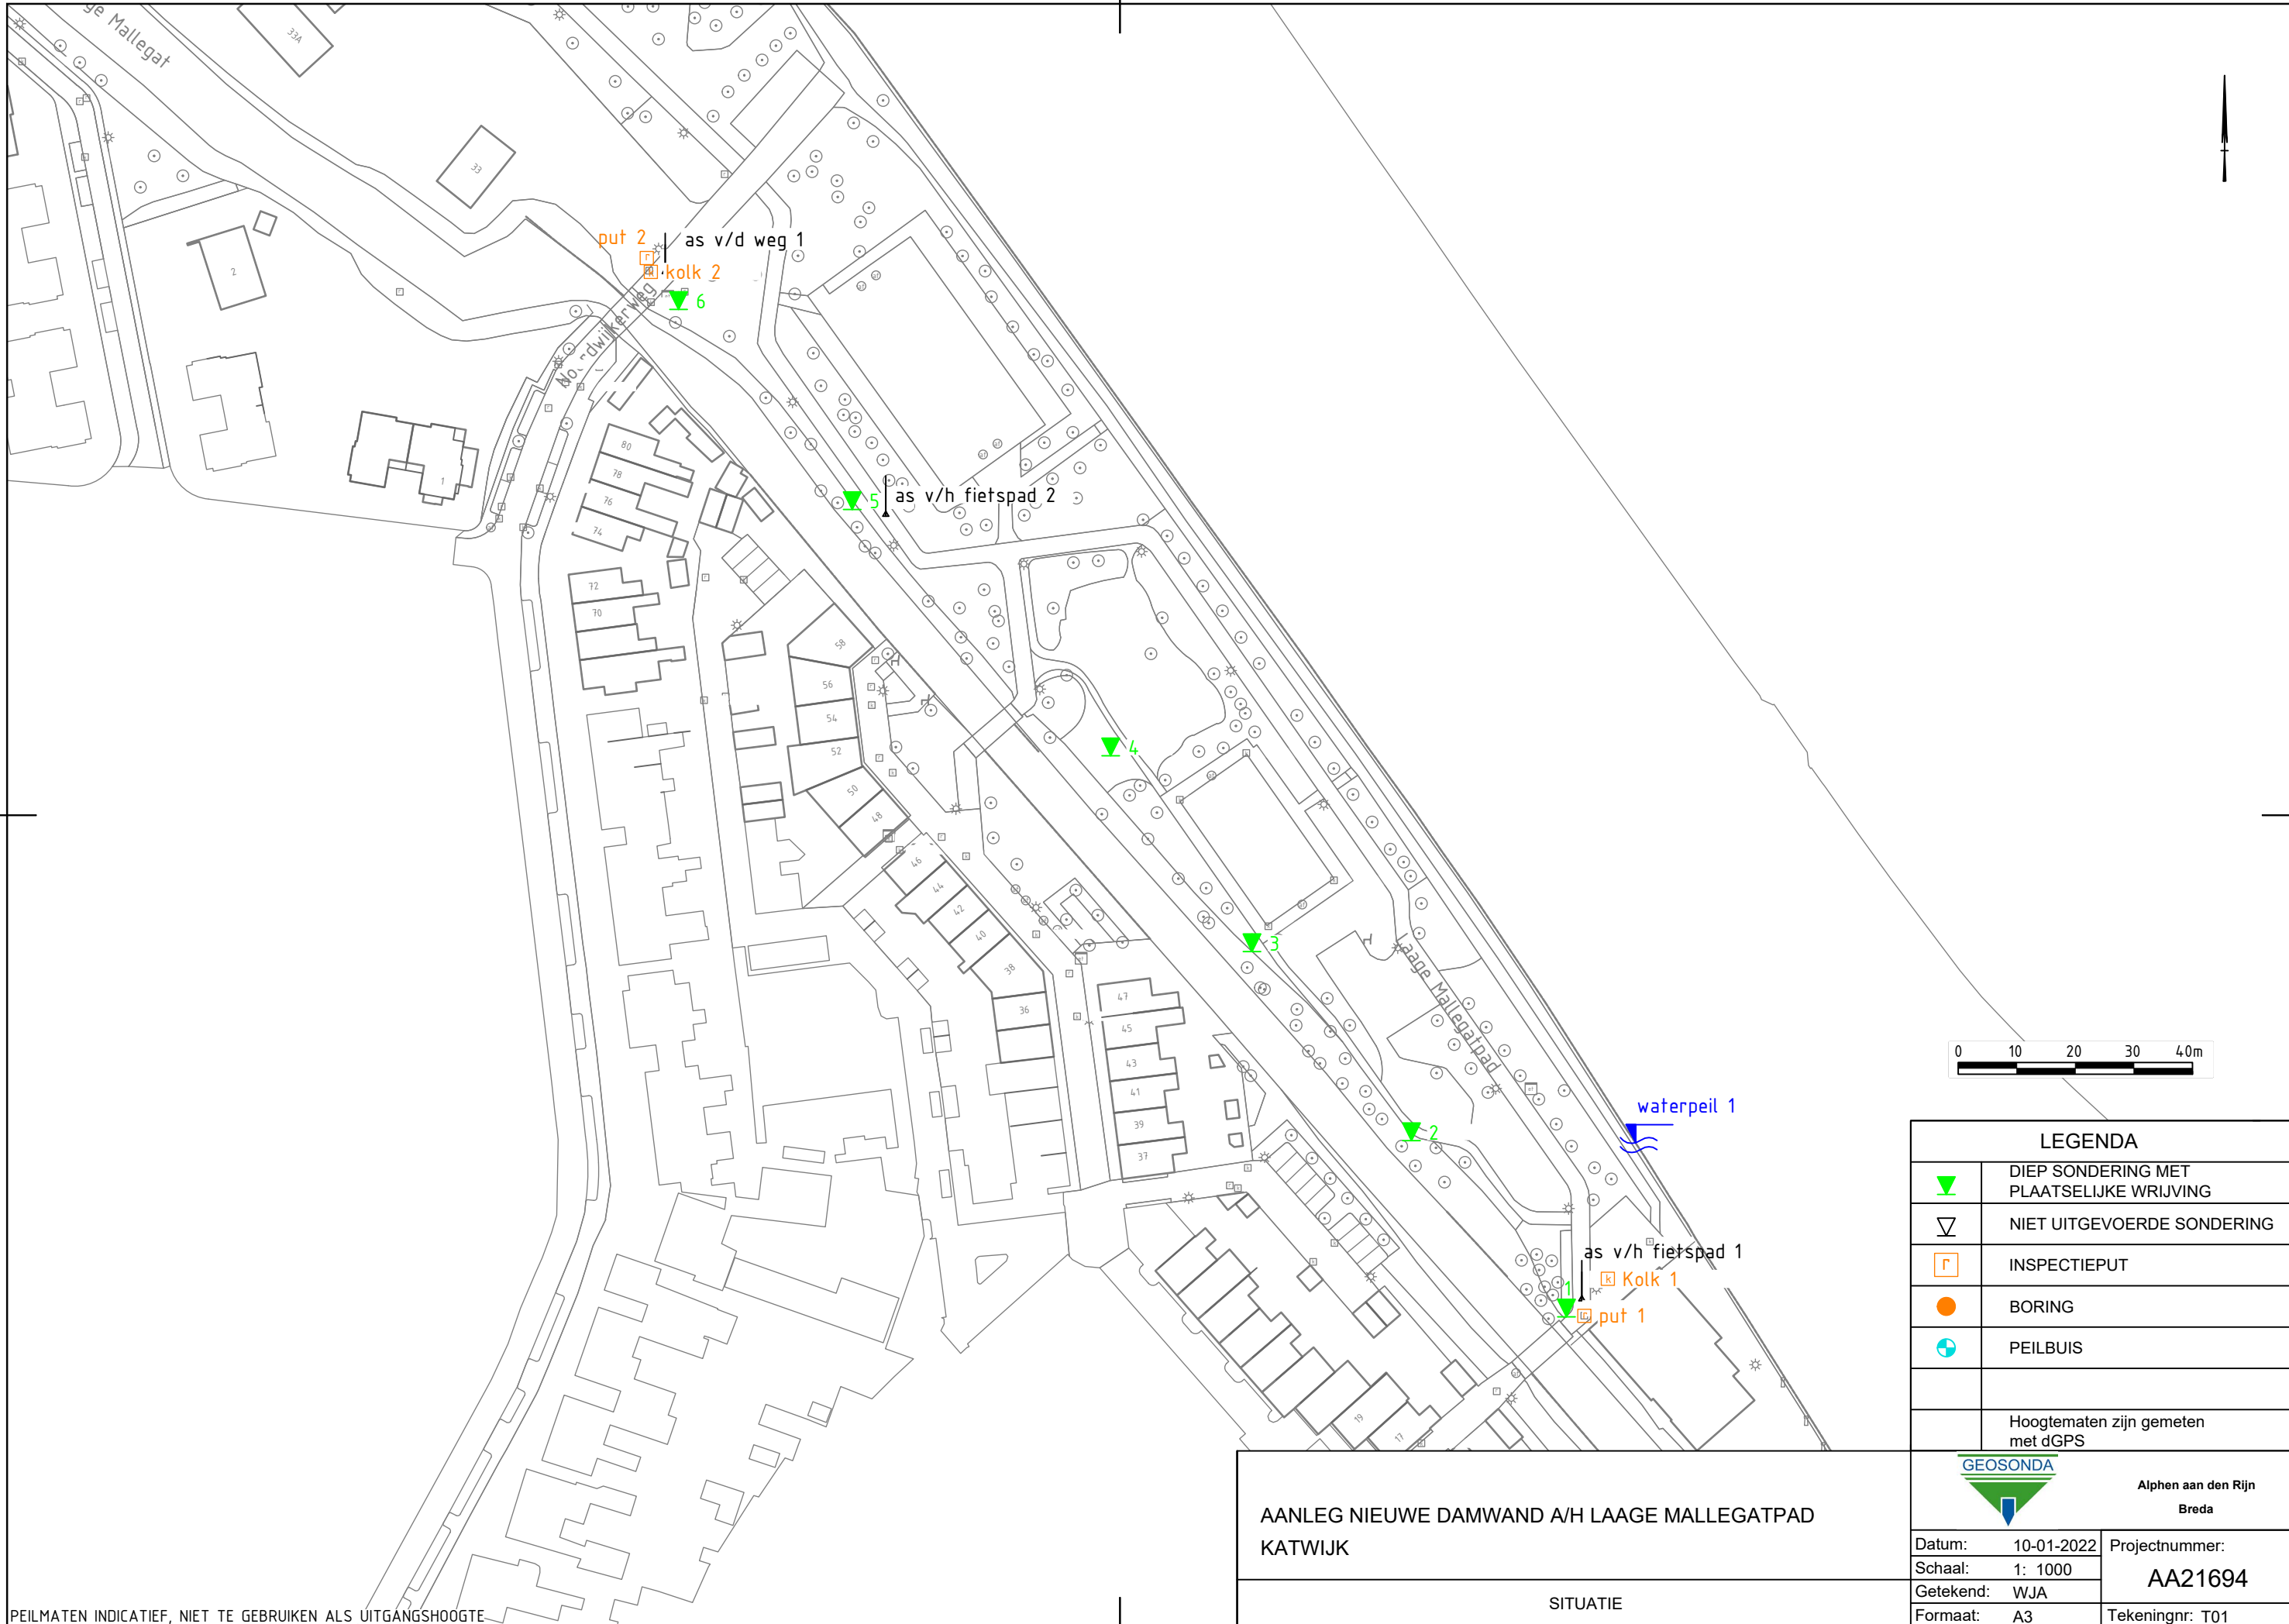 ge Mallegat
33A
33
2
put 2
as v/d weg 1
kolk 2
6
Noordwijkerweg
1
80
78
76
74
72
70
5
as v/h fietspad 2
58
56
54
52
50
48
46
44
42
40
38
36
4
3
47
45
43
41
39
37
Laage Mallegatpad
2
waterpeil 1
as v/h fietspad 1
k Kolk 1
1
put 1
19
17
0 10 20 30 40m
LEGENDA
DIEP SONDERING MET
PLAATSELIJKE WRIJVING
NIET UITGEVOERDE SONDERING
r INSPECTIEPUT
BORING
PEILBUIS
Hoogtematen zijn gemeten
met dGPS
GEOSONDA
Alphen aan den Rijn
Breda
AANLEG NIEUWE DAMWAND A/H LAAGE MALLEGATPAD
KATWIJK
SITUATIE
Datum: 10-01-2022
Schaal: 1: 1000
Getekend: WJA
Formaat: A3
Projectnummer:
AA21694
Tekeningnr: T01
PEILMATEN INDICATIEF, NIET TE GEBRUIKEN ALS UITGANGSHOOGTE